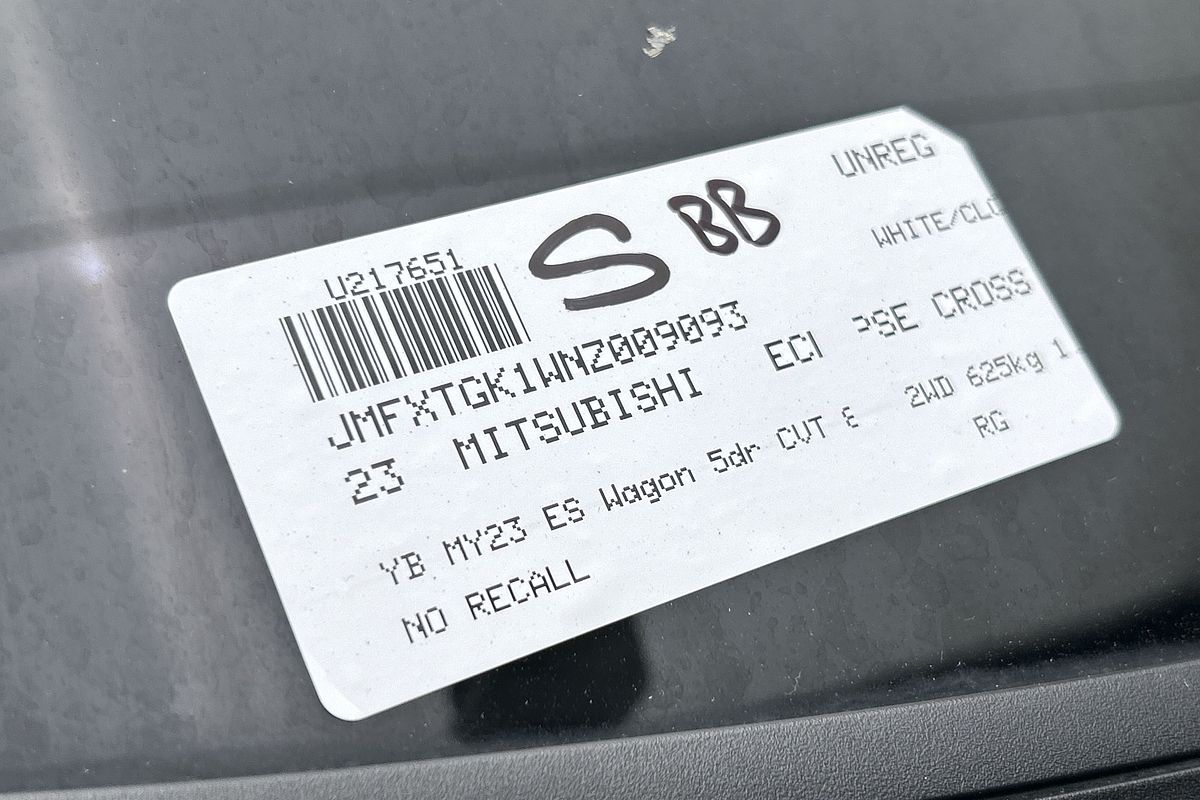 U217651
S BB
UNREG
WHITE/CLO
JMFXTGK1WNZ009093
23 MITSUBISHI ECI PSE CROSS
YB MY23 ES Wagon 5dr CVT 2WD 625kg 1
NO RECALL
RG